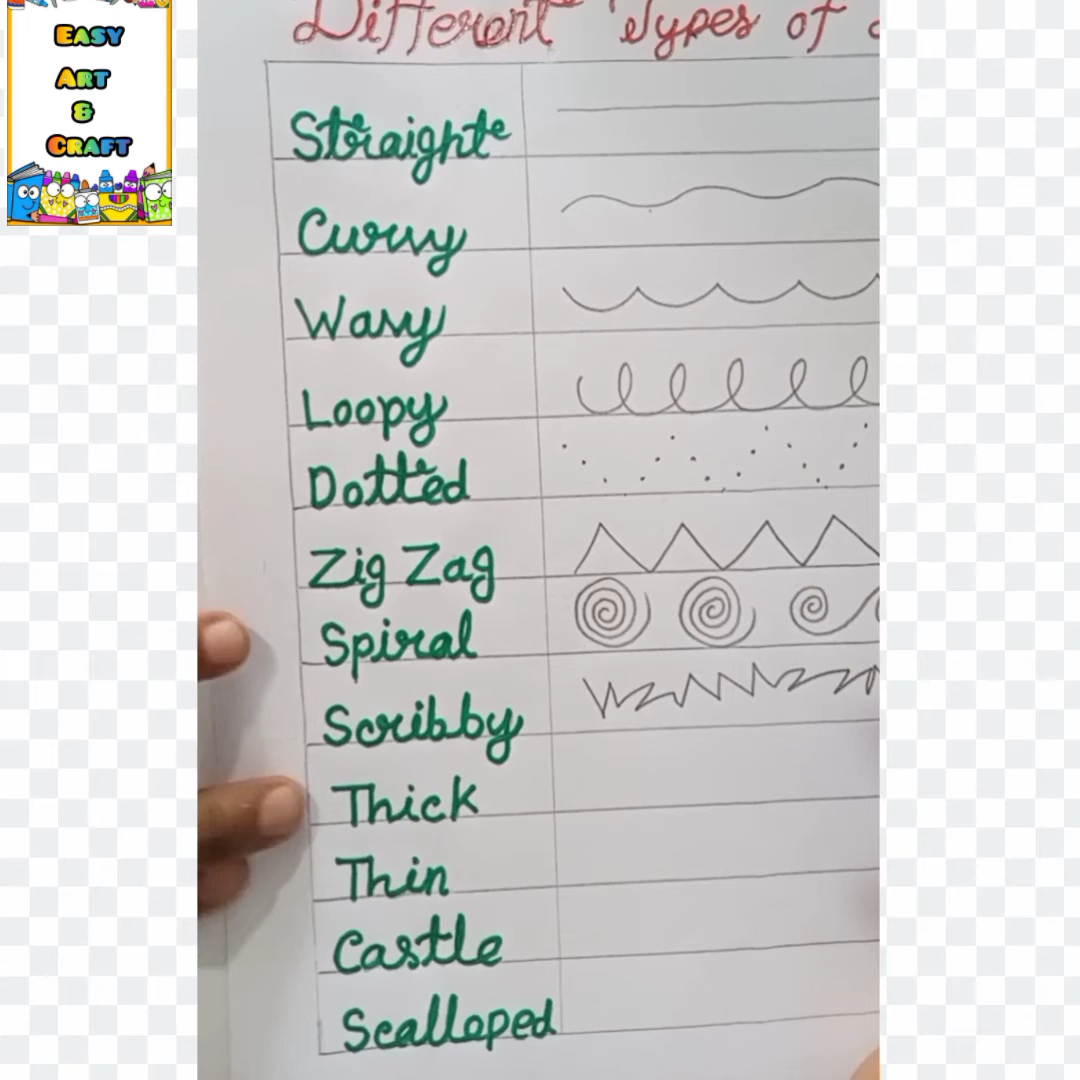 EASY
ART
&
CRAFT
Different Types of
Straight
Curvy
Wavy
Loopy
Dotted
Zig Zag
Spiral
Scribby
Thick
Thin
Castle
Scalloped